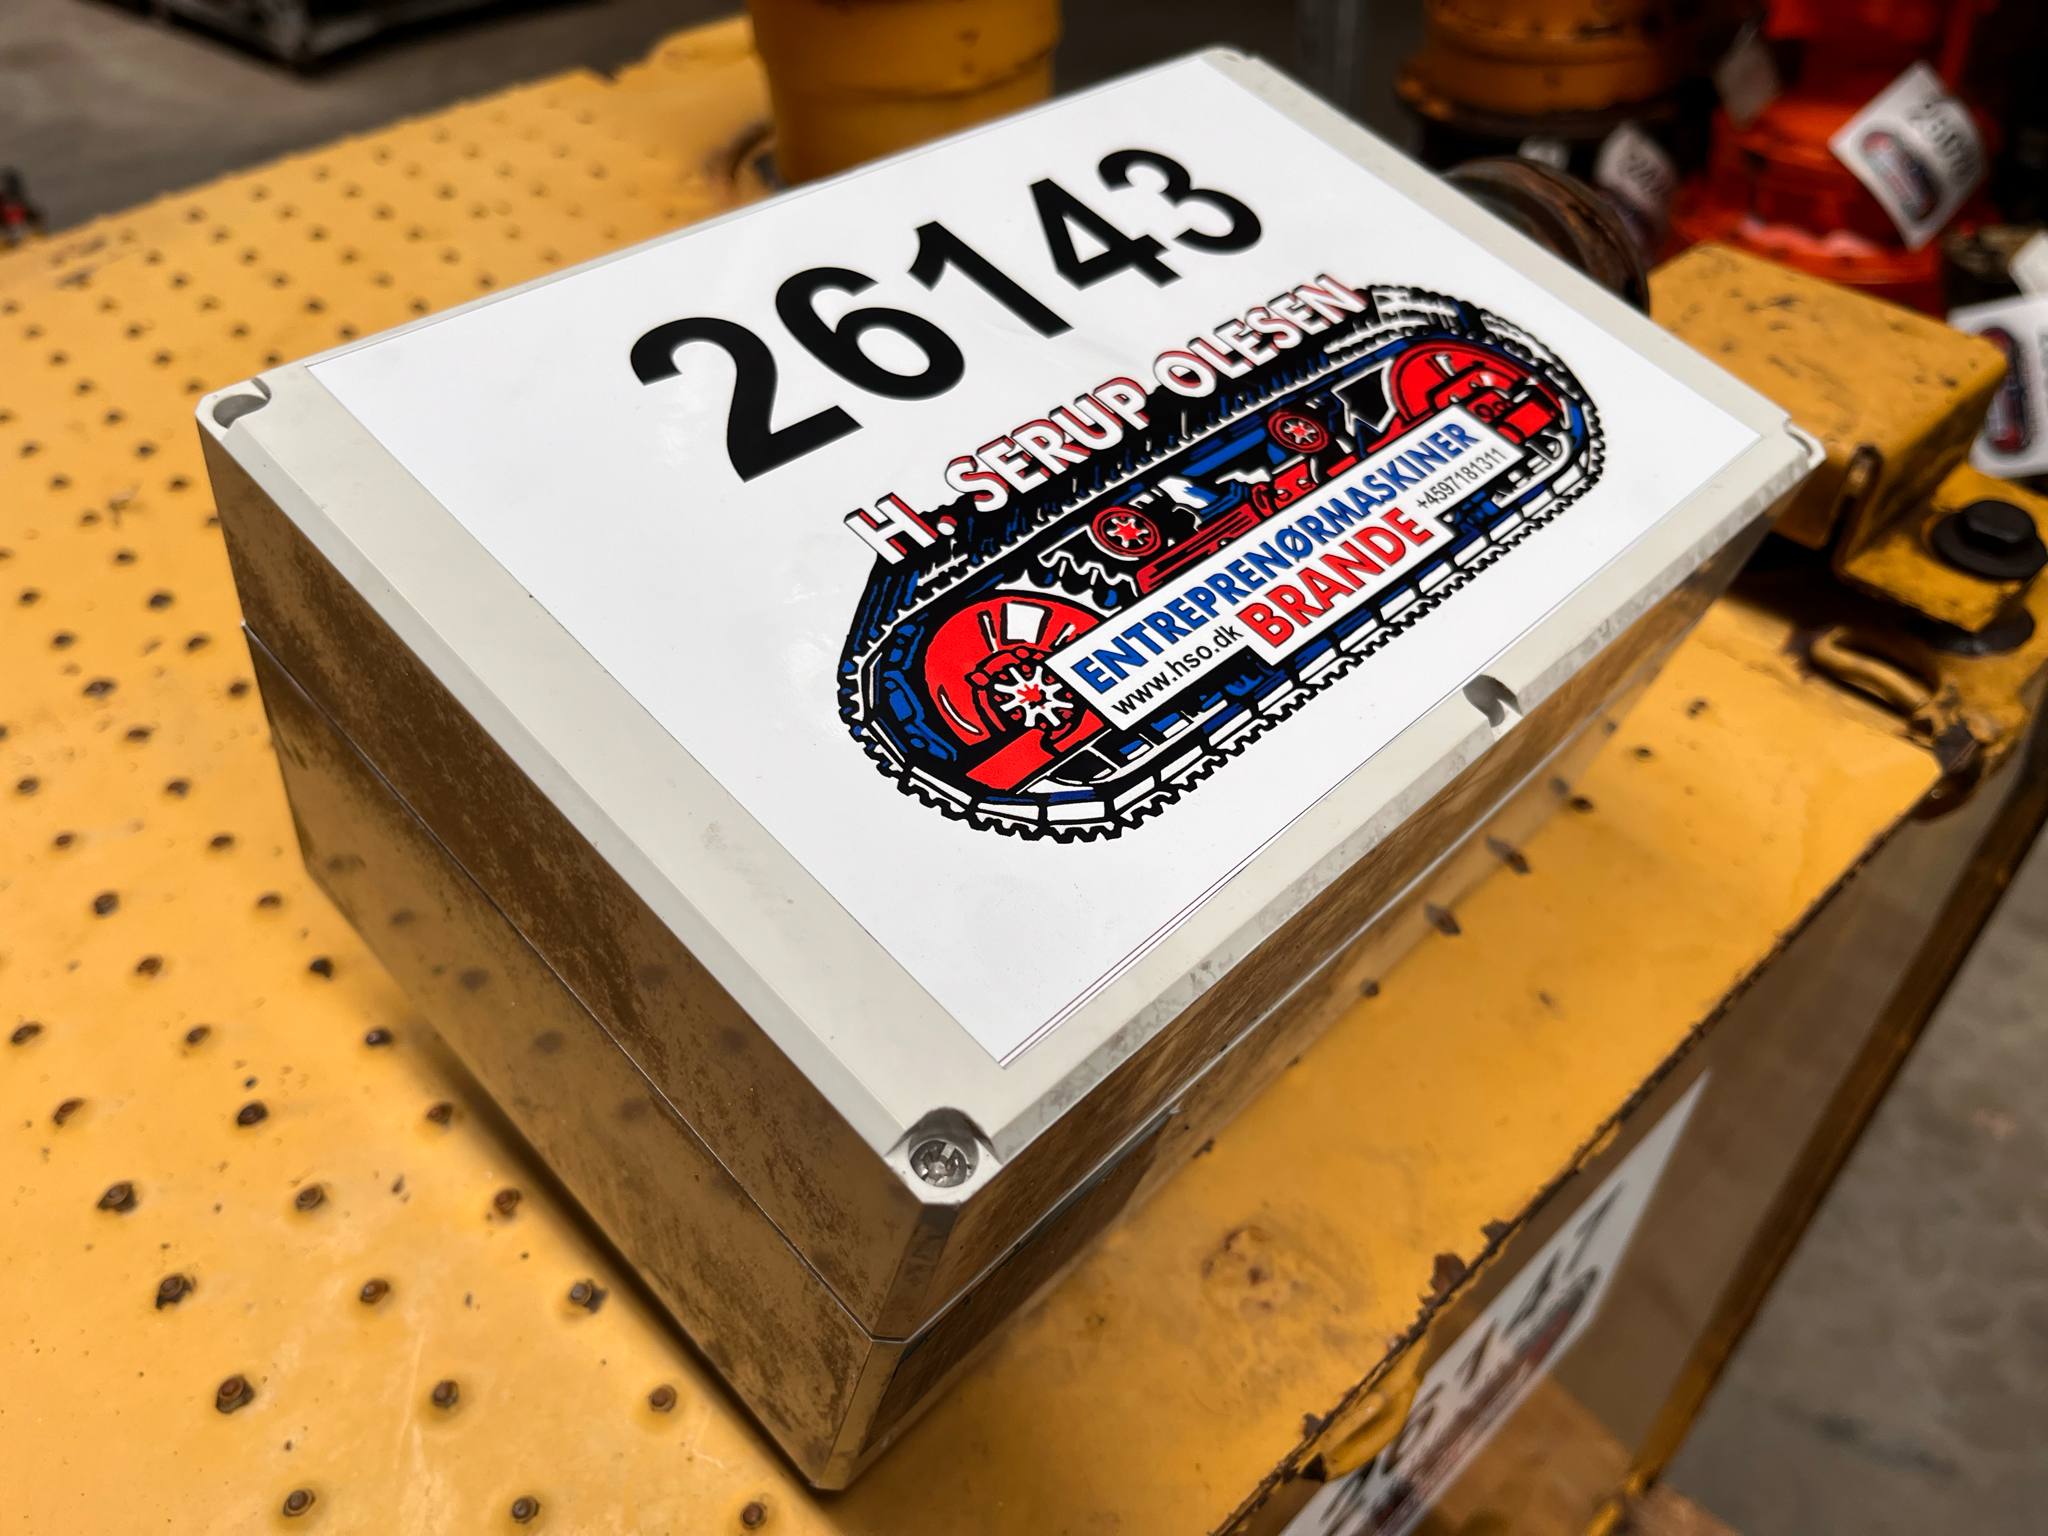 26143
H. SERUP OLESEN
ENTREPRENØRMASKINER
www.hso.dk BRANDE +4597181311